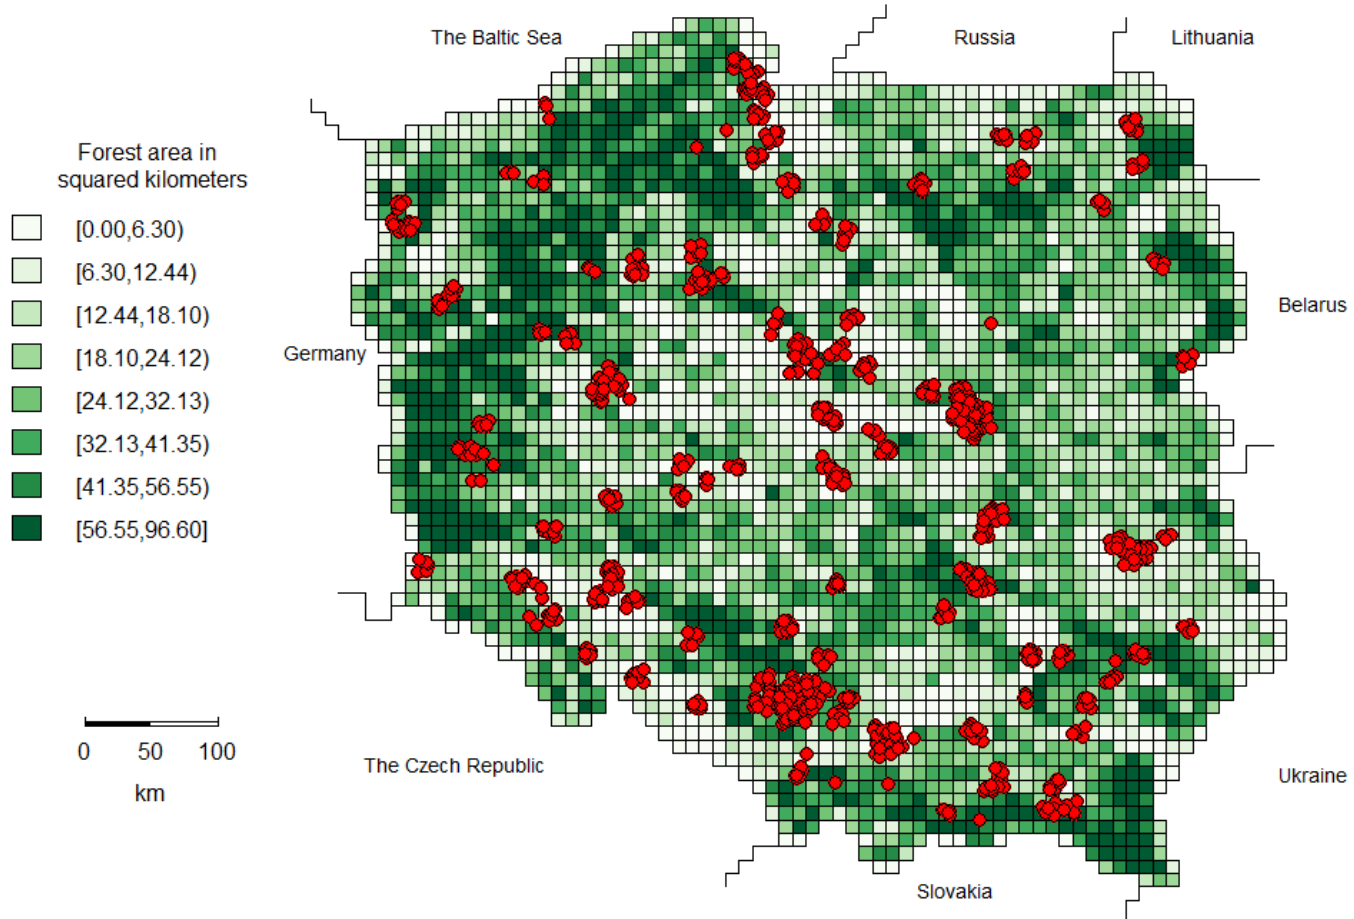 The Baltic Sea
Russia
Lithuania
Forest area in
squared kilometers
[0.00,6.30)
[6.30,12.44)
[12.44,18.10)
[18.10,24.12)
[24.12,32.13)
[32.13,41.35)
[41.35,56.55)
[56.55,96.60]
Belarus
Germany
0 50 100
km
The Czech Republic
Ukraine
Slovakia